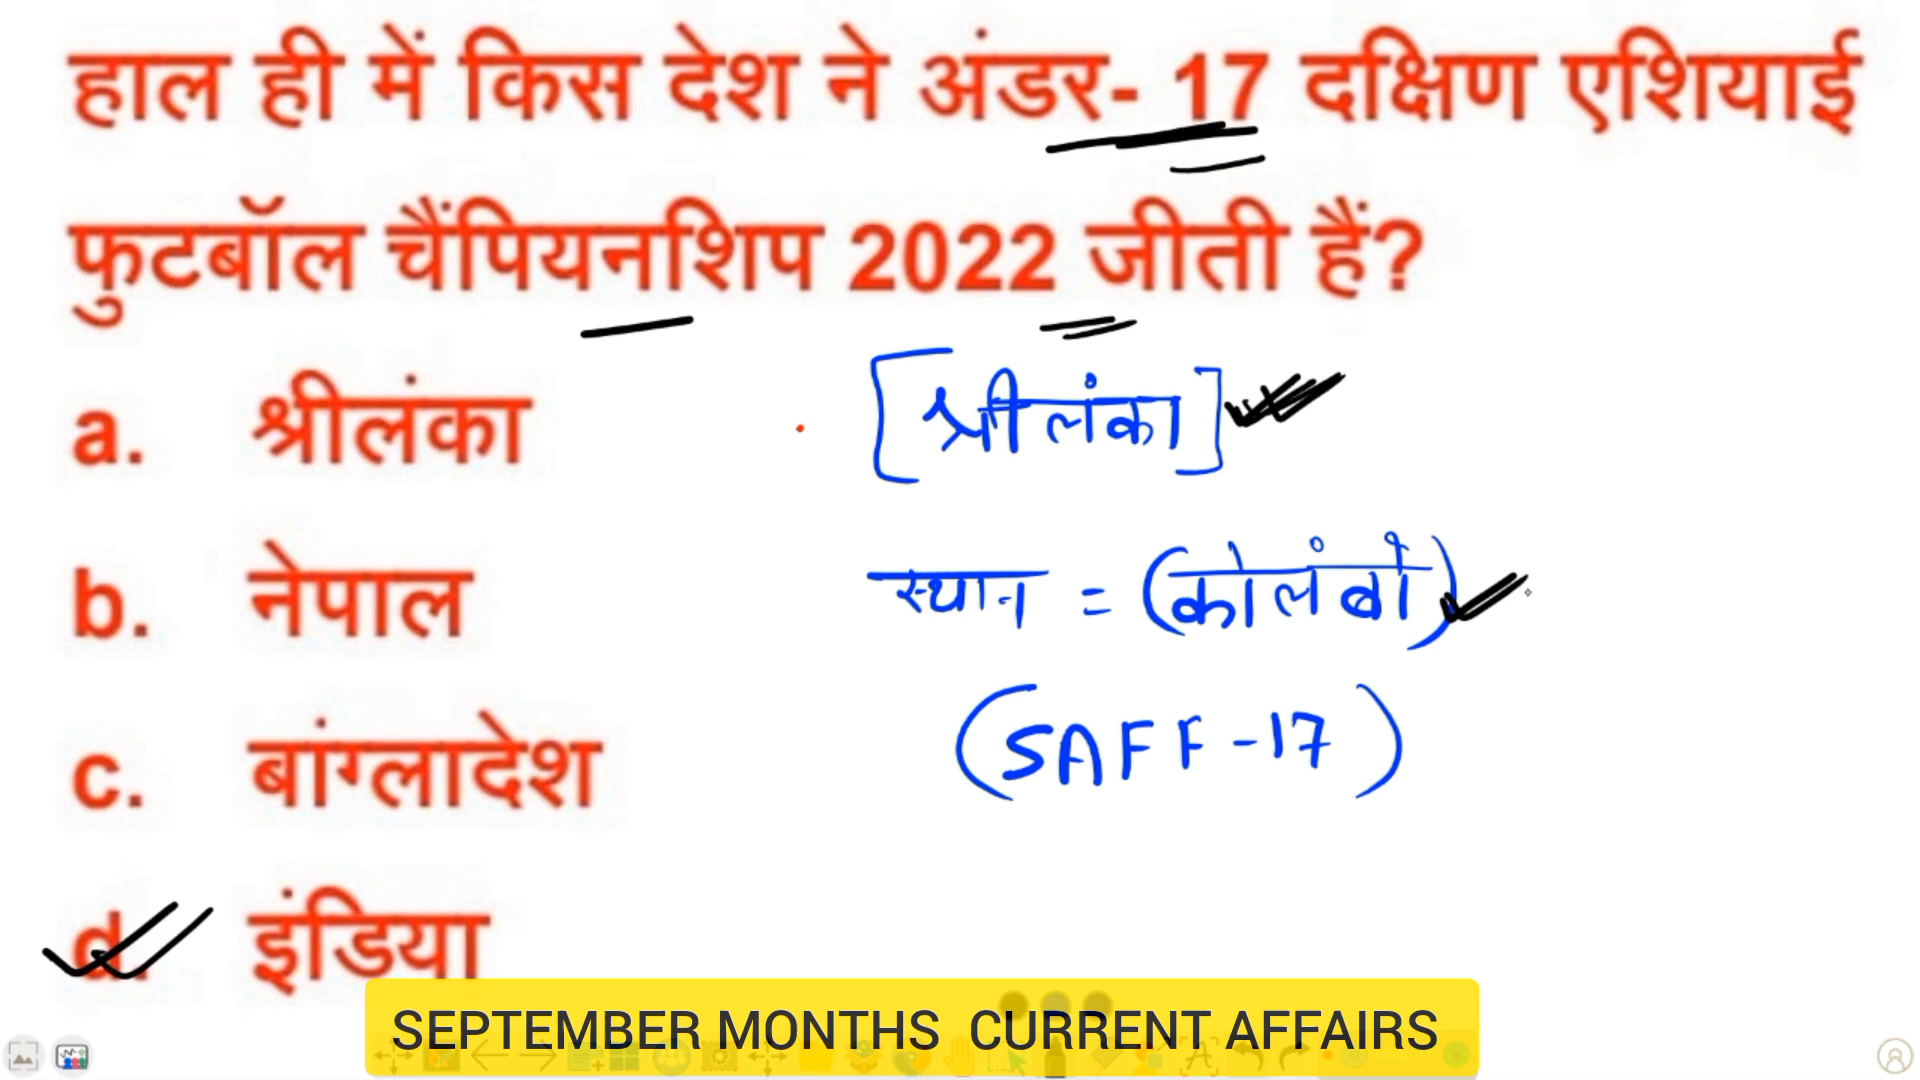 हाल ही में किस देश ने अंडर- 17 दक्षिण एशियाई
फुटबॉल चैंपियनशिप 2022 जीती हैं?
a. श्रीलंका
[श्रीलंका]
b. नेपाल
स्थान = (कोलंबो)
c. बांग्लादेश
(SAFF-17)
d. इंडिया
SEPTEMBER MONTHS CURRENT AFFAIRS